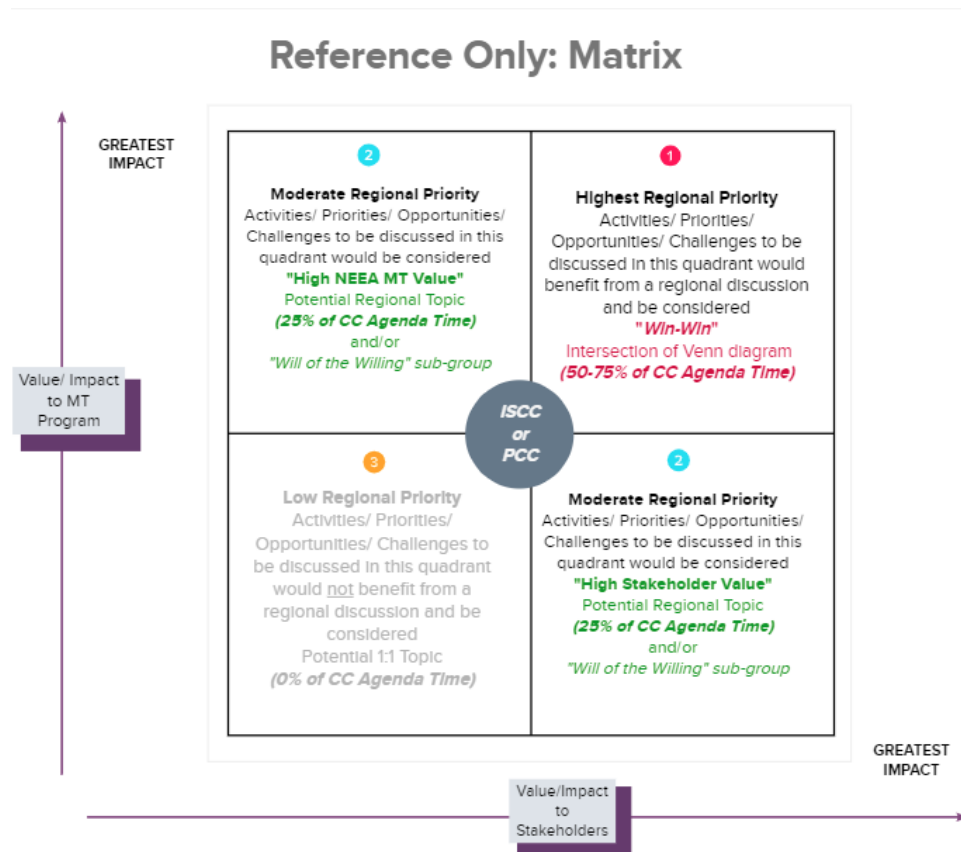 Reference Only: Matrix
GREATEST
IMPACT
2
Moderate Regional Priority
Activities/ Priorities/ Opportunities/
Challenges to be discussed in this
quadrant would be considered
"High NEEA MT Value"
Potential Regional Topic
(25% of CC Agenda Time)
and/or
"Will of the Willing" sub-group
1
Highest Regional Priority
Activities/ Priorities/
Opportunities/ Challenges to be
discussed in this quadrant would
benefit from a regional discussion
and be considered
"Win-Win"
Intersection of Venn diagram
(50-75% of CC Agenda Time)
Value/ Impact
to MT
Program
ISCC
or
PCC
3
Low Regional Priority
Activities/ Priorities/
Opportunities/ Challenges to
be discussed in this quadrant
would not benefit from a
regional discussion and be
considered
Potential 1:1 Topic
(0% of CC Agenda Time)
2
Moderate Regional Priority
Activities/ Priorities/ Opportunities/
Challenges to be discussed in this
quadrant would be considered
"High Stakeholder Value"
Potential Regional Topic
(25% of CC Agenda Time)
and/or
"Will of the Willing" sub-group
GREATEST
IMPACT
Value/Impact
to
Stakeholders